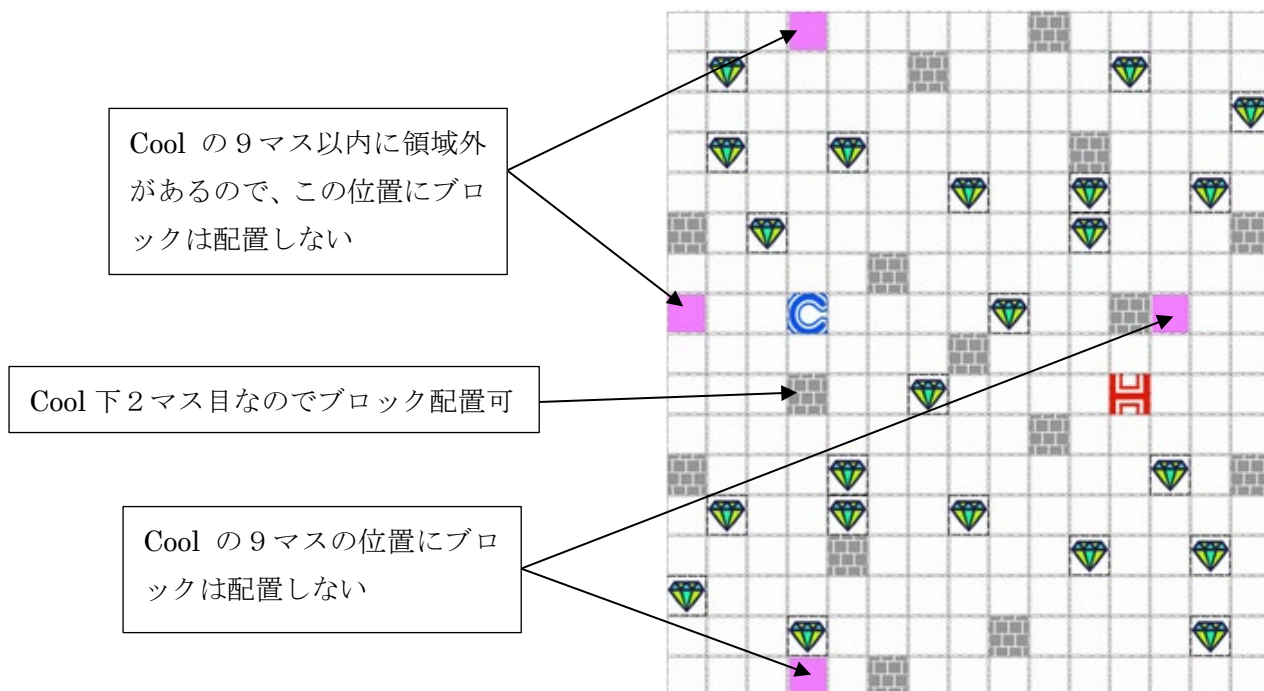 Cool の９マス以内に領域外
があるので、この位置にブロ
ックは配置しない
Cool 下２マス目なのでブロック配置可
Cool の９マスの位置にブロ
ックは配置しない
C
H